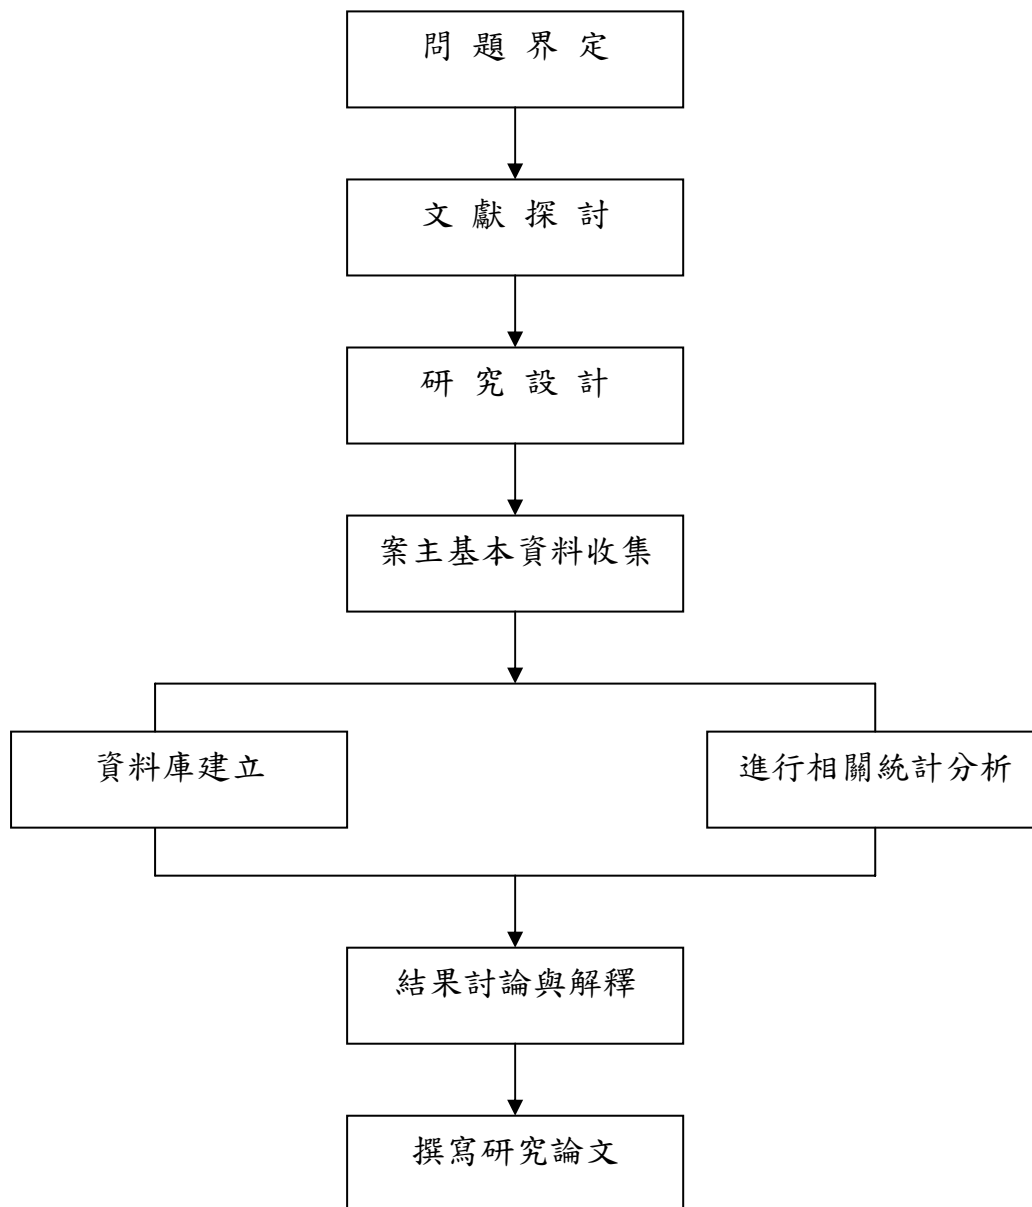 問 題 界 定
文 獻 探 討
研 究 設 計
案主基本資料收集
資料庫建立
進行相關統計分析
結果討論與解釋
撰寫研究論文